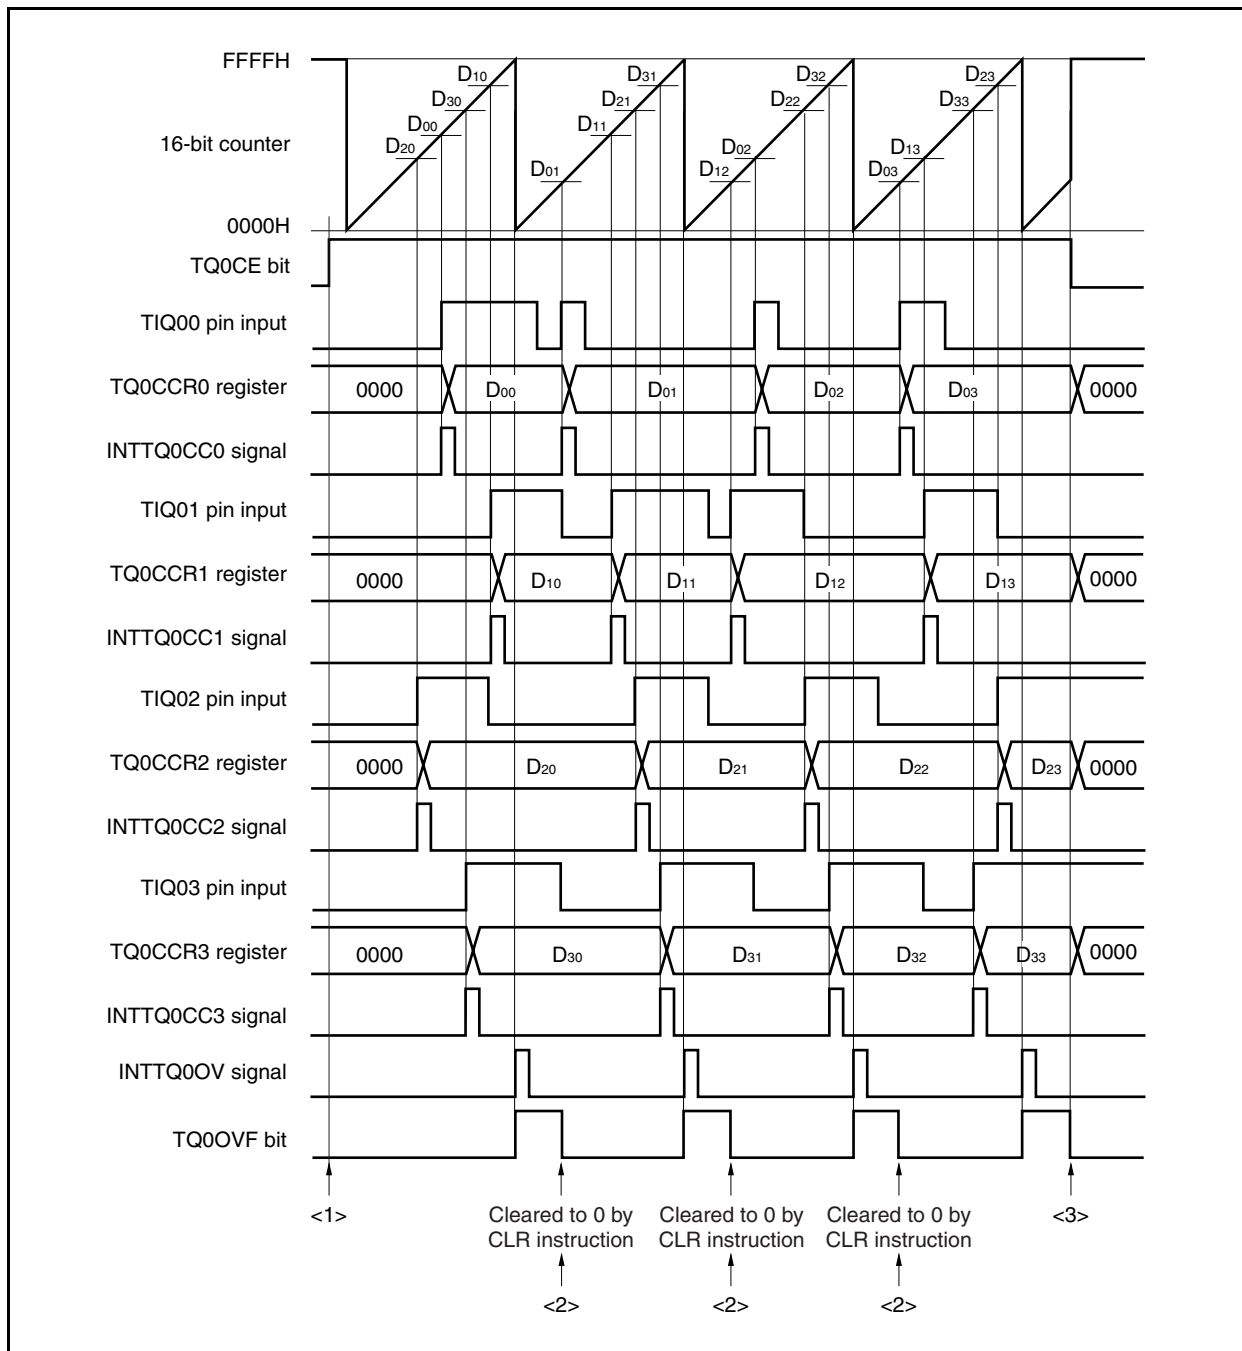 FFFFH
D10 D31 D32 D23
D30 D21 D22 D33
D00 D11
16-bit counter
D20 D02 D13
D01 D12 D03
0000H
TQ0CE bit
TIQ00 pin input
TQ0CCR0 register 0000 D00 D01 D02 D03 0000
INTTQ0CC0 signal
TIQ01 pin input
TQ0CCR1 register 0000 D10 D11 D12 D13 0000
INTTQ0CC1 signal
TIQ02 pin input
TQ0CCR2 register 0000 D20 D21 D22 D23 0000
INTTQ0CC2 signal
TIQ03 pin input
TQ0CCR3 register 0000 D30 D31 D32 D33 0000
INTTQ0CC3 signal
INTTQ0OV signal
TQ0OVF bit
<1> Cleared to 0 by Cleared to 0 by Cleared to 0 by <3>
CLR instruction CLR instruction CLR instruction
<2> <2> <2>